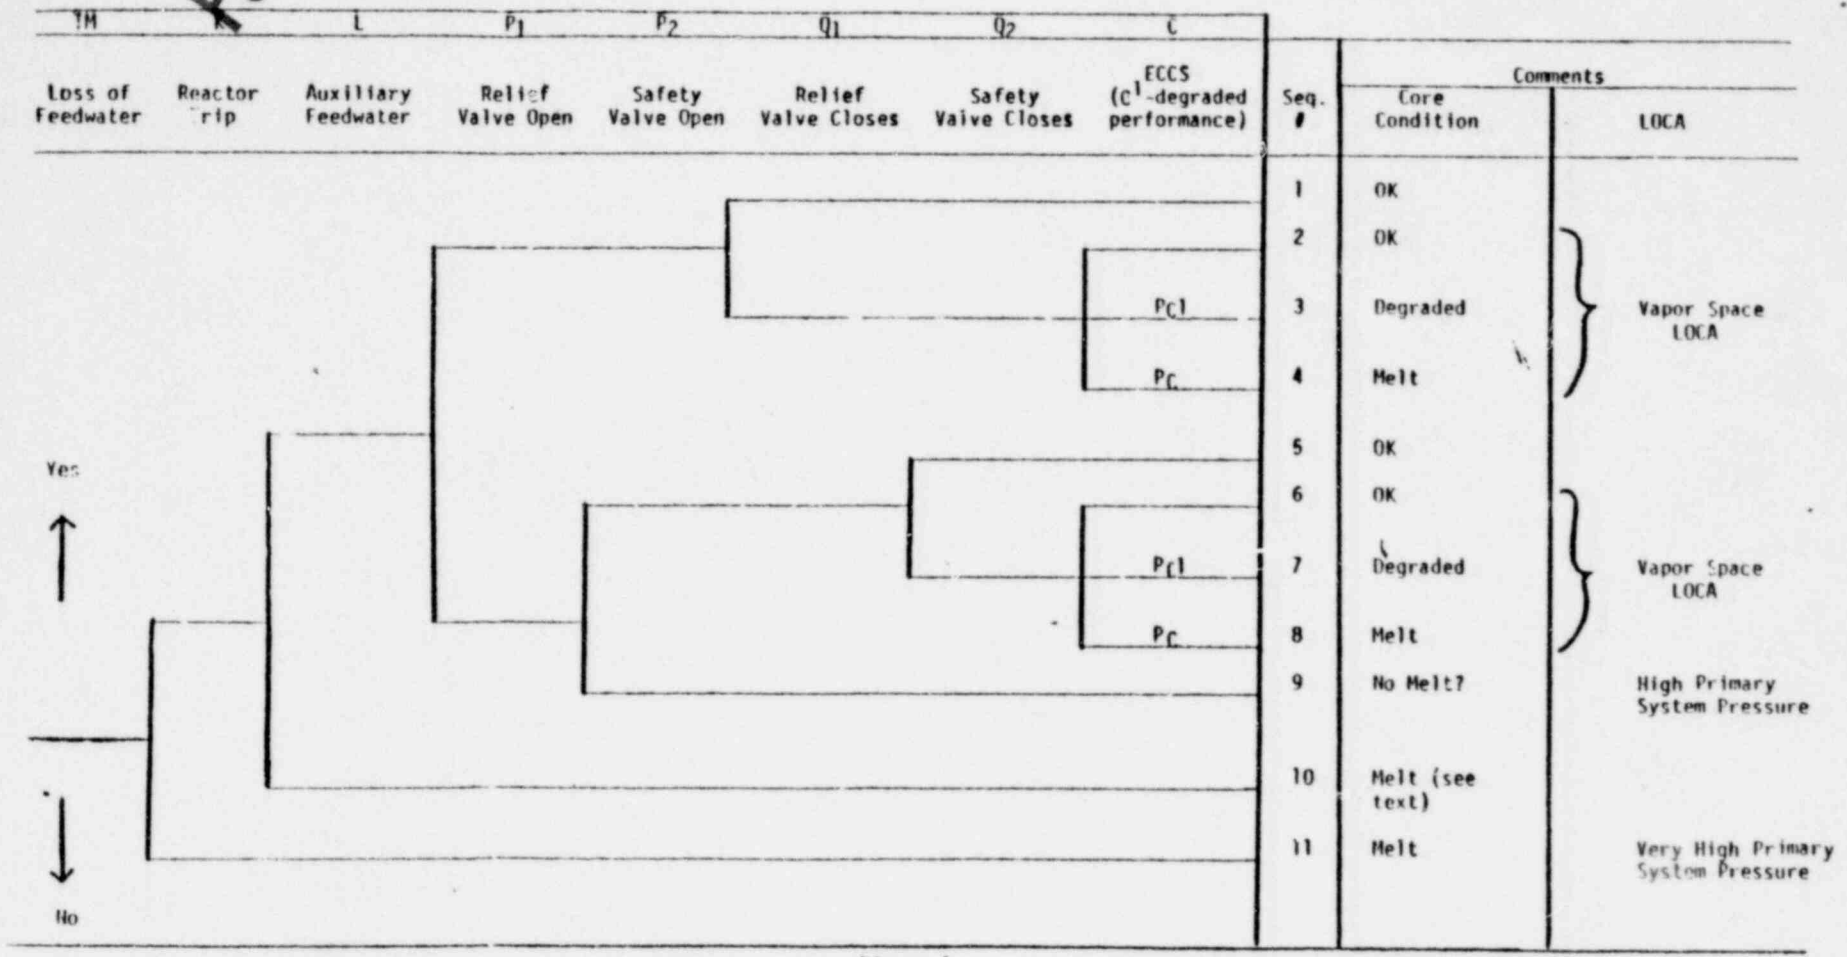 TM K L P1 P2 Q1 Q2 C
Loss of Feedwater
Reactor rip
Auxiliary Feedwater
Relief Valve Open
Safety Valve Open
Relief Valve Closes
Safety Valve Closes
ECCS (C1-degraded performance)
Seq. #
Comments
Core Condition
LOCA
1 OK
2 OK
PC1 3 Degraded
Vapor Space
LOCA
PC 4 Melt
5 OK
Yes
6 OK
PC1 7 Degraded
Vapor Space
LOCA
PC 8 Melt
9 No Melt? High Primary
System Pressure
10 Melt (see
text)
11 Melt Very High Primary
System Pressure
No